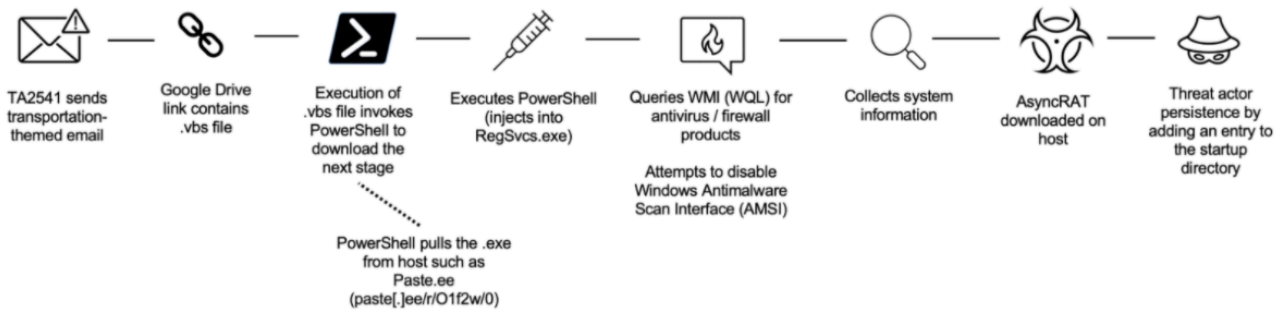 TA2541 sends
transportation-
themed email
Google Drive
link contains
.vbs file
Execution of
.vbs file invokes
PowerShell to
download the
next stage
PowerShell pulls the .exe
from host such as
Paste.ee
(paste[.]ee/r/O1f2w/0)
Executes PowerShell
(injects into
RegSvcs.exe)
Queries WMI (WQL) for
antivirus / firewall
products
Attempts to disable
Windows Antimalware
Scan Interface (AMSI)
Collects system
information
AsyncRAT
downloaded on
host
Threat actor
persistence by
adding an entry to
the startup
directory